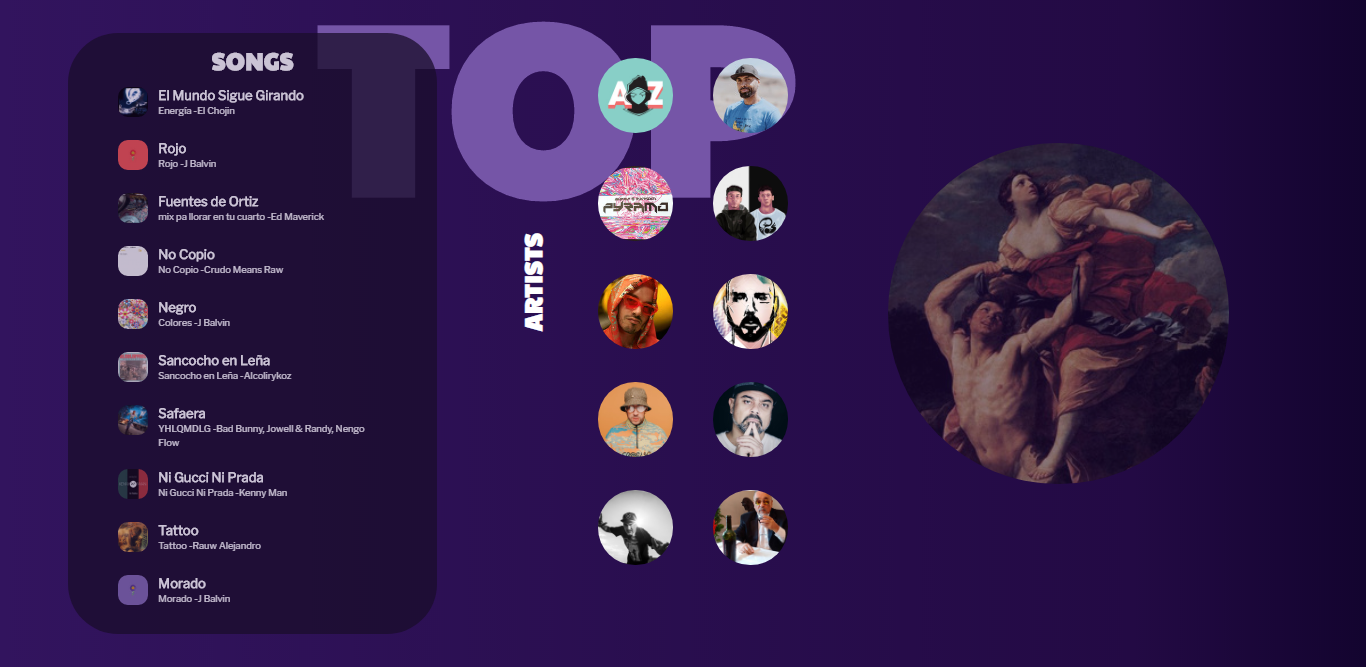 TOP
SONGS
El Mundo Sigue Girando
Energía -El Chojin
Rojo
Rojo -J Balvin
Fuentes de Ortiz
mix pa llorar en tu cuarto -Ed Maverick
No Copio
No Copio -Crudo Means Raw
Negro
Colores -J Balvin
Sancocho en Leña
Sancocho en Leña -Alcolirykoz
Safaera
YHLQMDLG -Bad Bunny, Jowell & Randy, Nengo
Flow
Ni Gucci Ni Prada
Ni Gucci Ni Prada -Kenny Man
Tattoo
Tattoo -Rauw Alejandro
Morado
Morado -J Balvin
ARTISTS
A Z
PYRAMO